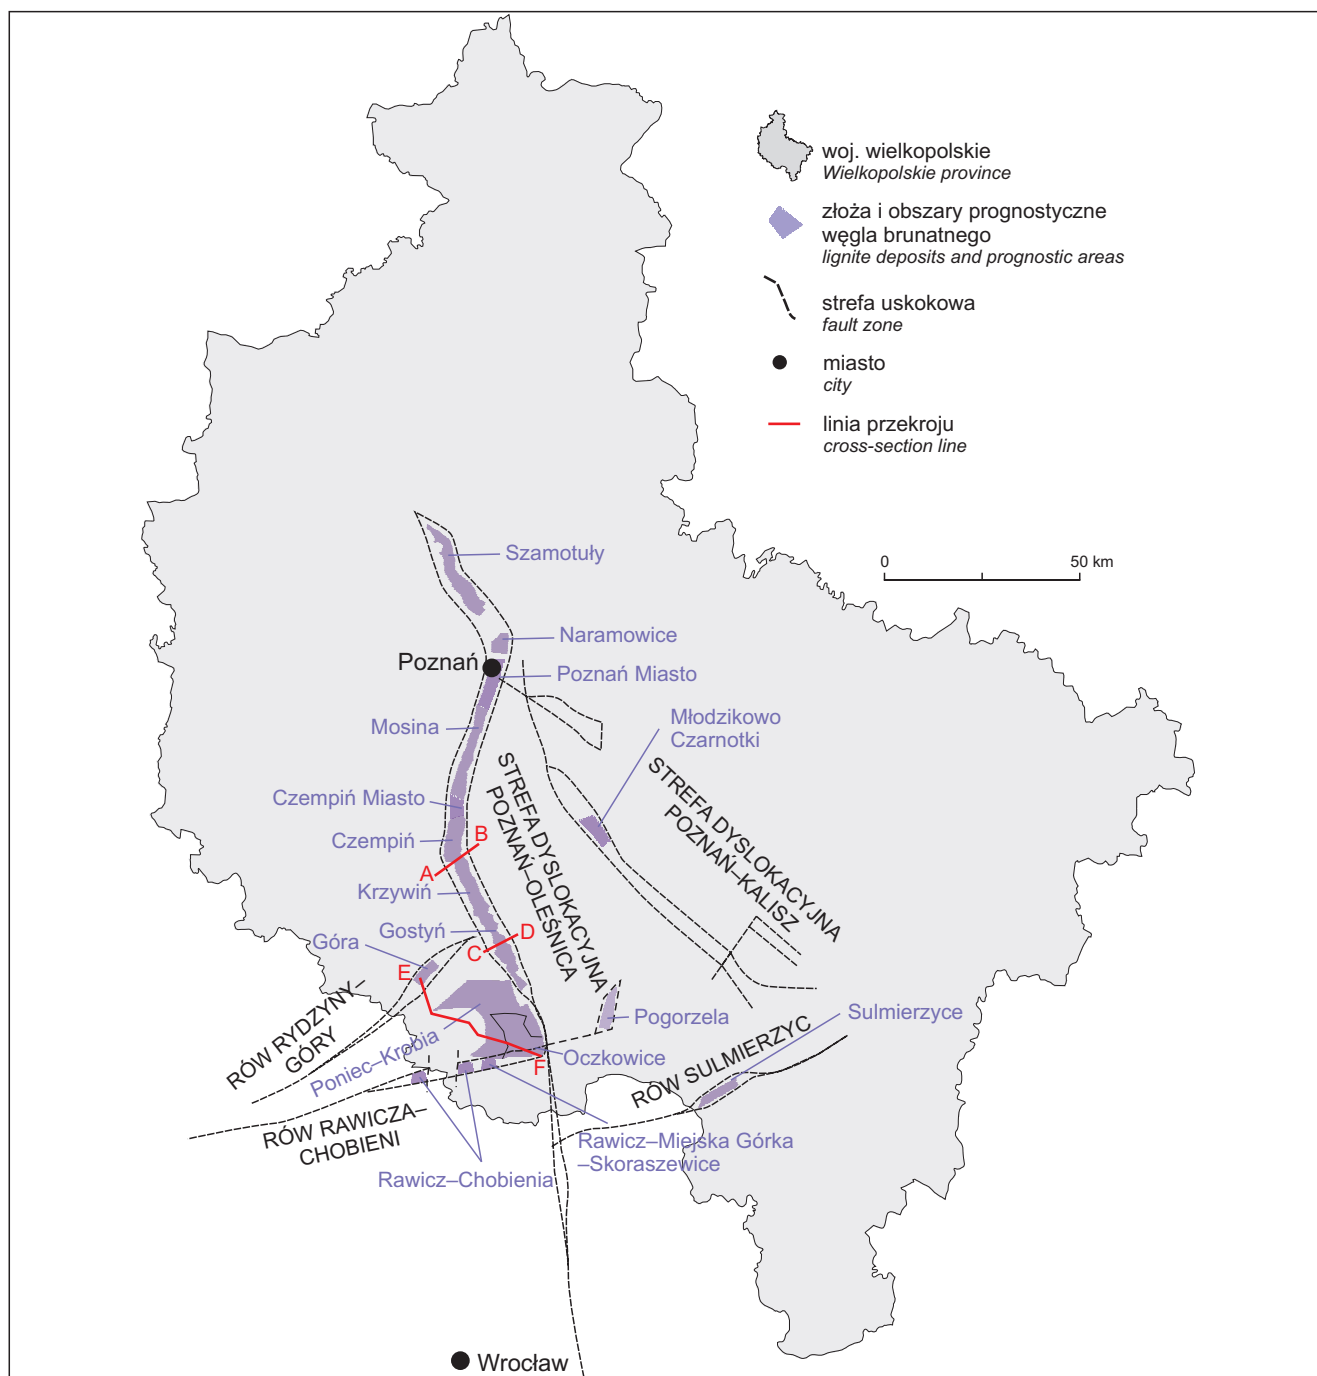 woj. wielkopolskie
Wielkopolskie province
złoża i obszary prognostyczne
węgla brunatnego
lignite deposits and prognostic areas
strefa uskokowa
fault zone
miasto
city
linia przekroju
cross-section line
0 50 km
Szamotuły
Naramowice
Poznań
Poznań Miasto
Mosina
Młodzikowo
Czarnotki
Czempiń Miasto
Czempiń
A
B
STREFA DYSLOKACYJNA
POZNAŃ–OLEŚNICA
STREFA DYSLOKACYJNA
POZNAŃ–KALISZ
Krzywiń
Gostyń
C
D
Góra
E
RÓW RYDZYNY–
GÓRY
Poniec–Krobia
Pogorzela
Oczkowice
F
Sulmierzyce
RÓW SULMIERZYC
RÓW RAWICZA–
CHOBIENI
Rawicz–Miejska Górka
–Skoraszewice
Rawicz–Chobienia
Wrocław